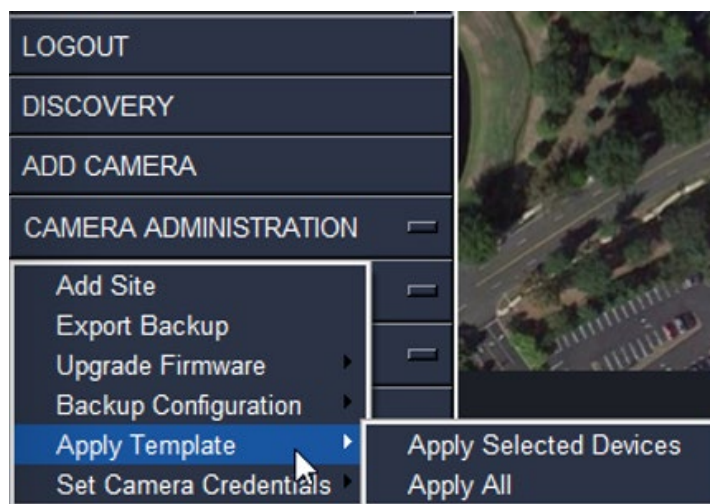 LOGOUT
DISCOVERY
ADD CAMERA
CAMERA ADMINISTRATION
Add Site
Export Backup
Upgrade Firmware
Backup Configuration
Apply Template
Set Camera Credentials
Apply Selected Devices
Apply All